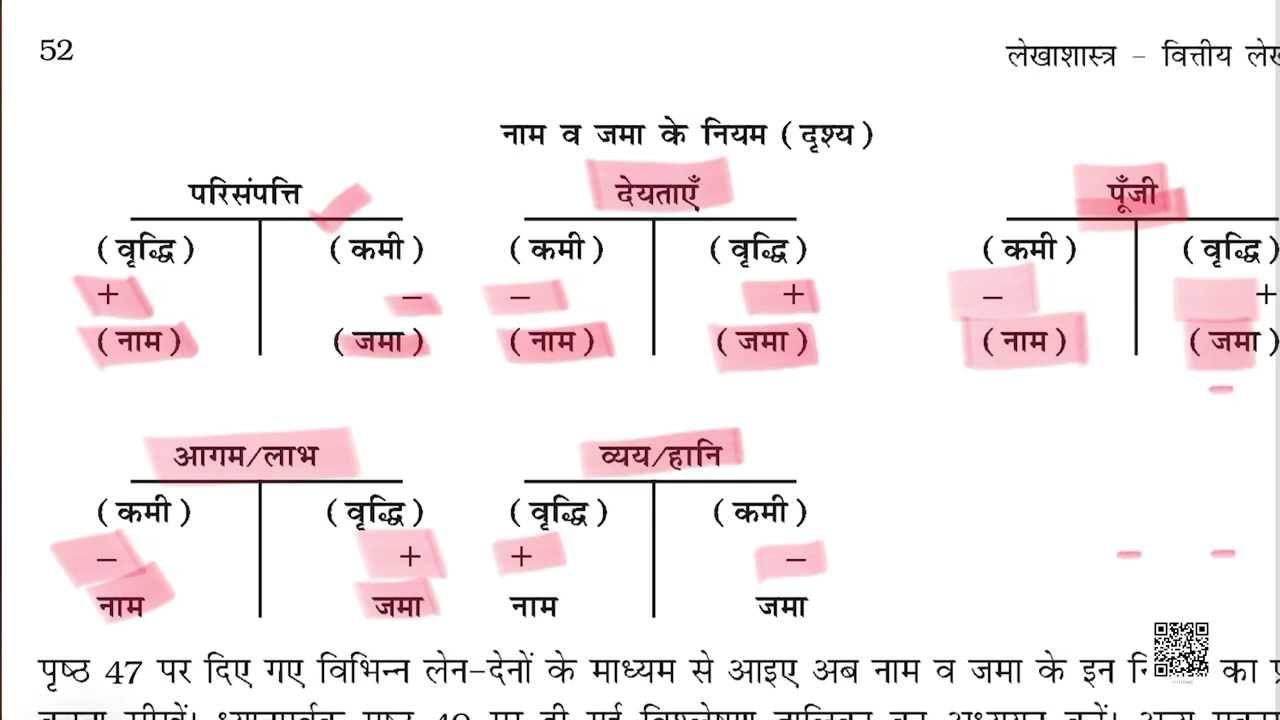 52
लेखाशास्त्र – वित्तीय
नाम व जमा के नियम (दृश्य)
परिसंपत्ति देयताएँ पूँजी
(वृद्धि) (कमी) (कमी) (वृद्धि) (कमी) (वृद्धि)
+ – – + – +
(नाम) (जमा) (नाम) (जमा) (नाम) (जमा)
आगम/लाभ व्यय/हानि
(कमी) (वृद्धि) (वृद्धि) (कमी)
– + + –
नाम जमा नाम जमा
पृष्ठ 47 पर दिए गए विभिन्न लेन-देनों के माध्यम से आइए अब नाम व जमा के इन का